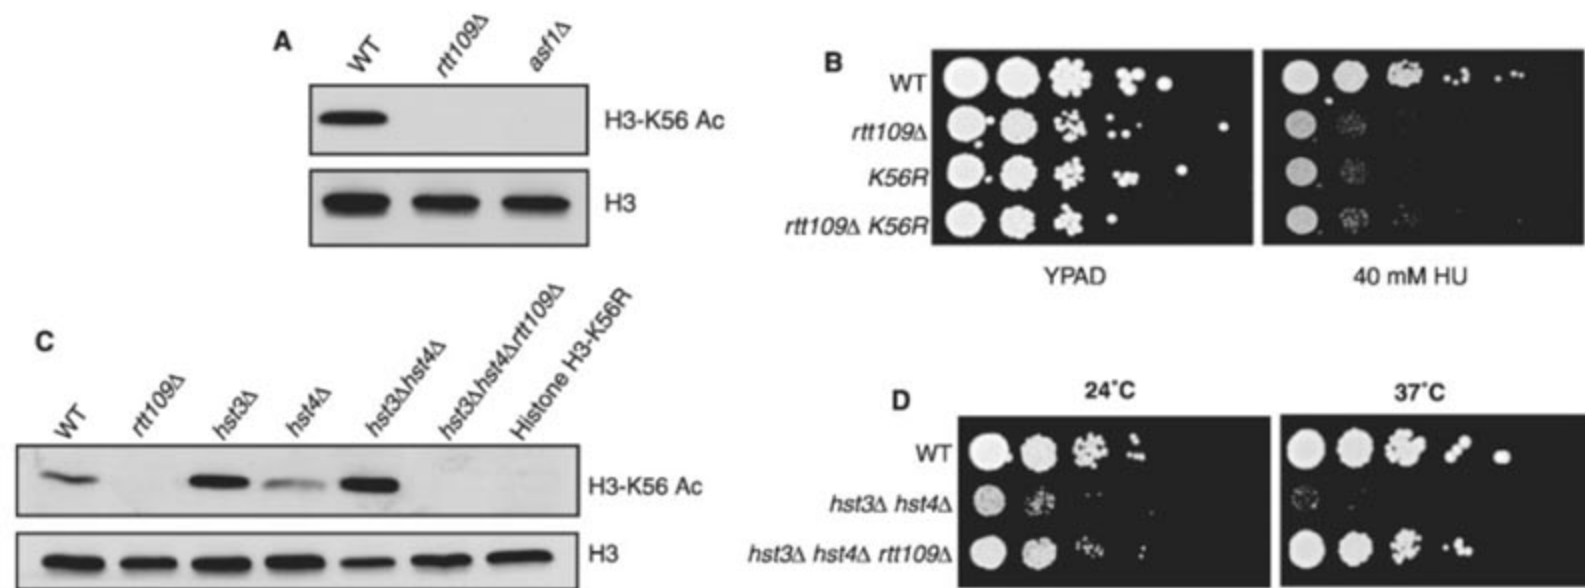 A
WT
rtt109Δ
asf1Δ
H3-K56 Ac
H3
B
WT
rtt109Δ
K56R
rtt109Δ K56R
YPAD
40 mM HU
C
WT
rtt109Δ
hst3Δ
hst4Δ
hst3Δhst4Δ
hst3Δhst4Δrtt109Δ
Histone H3-K56R
H3-K56 Ac
H3
D
24˚C
37˚C
WT
hst3Δ hst4Δ
hst3Δ hst4Δ rtt109Δ